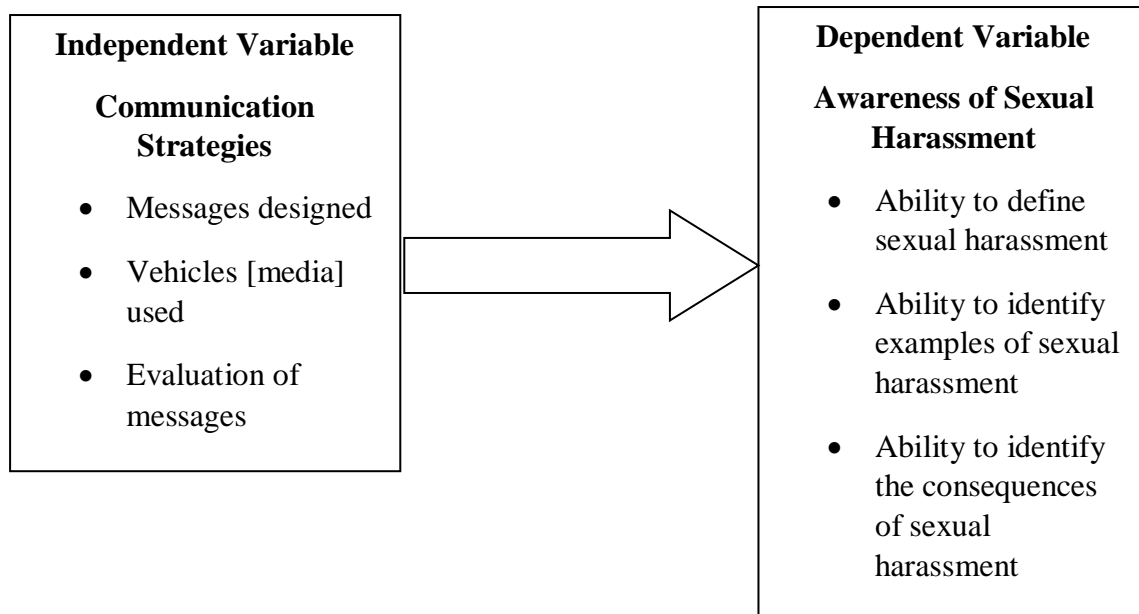 Independent Variable
Communication
Strategies
• Messages designed
• Vehicles [media]
used
• Evaluation of
messages
Dependent Variable
Awareness of Sexual
Harassment
• Ability to define
sexual harassment
• Ability to identify
examples of sexual
harassment
• Ability to identify
the consequences
of sexual
harassment